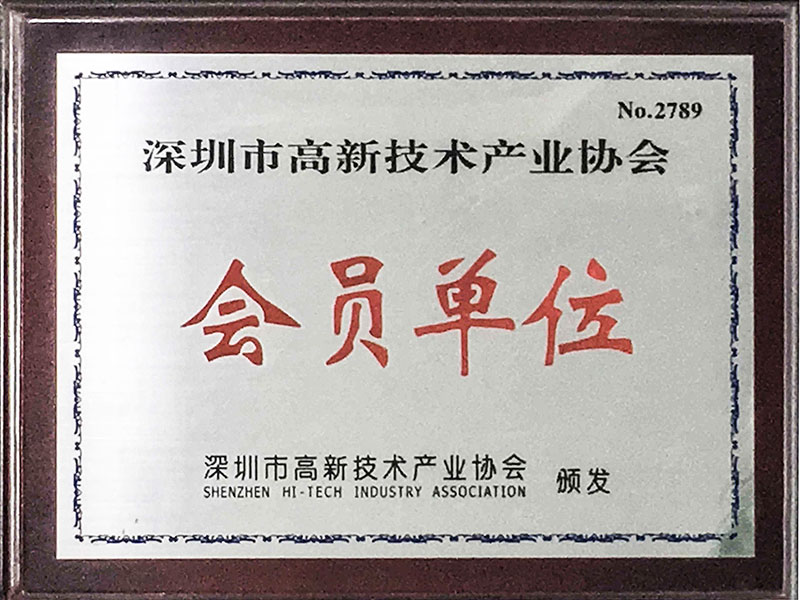 No.2789
深圳市高新技术产业协会
会员单位
深圳市高新技术产业协会
SHENZHEN HI-TECH INDUSTRY ASSOCIATION
颁发